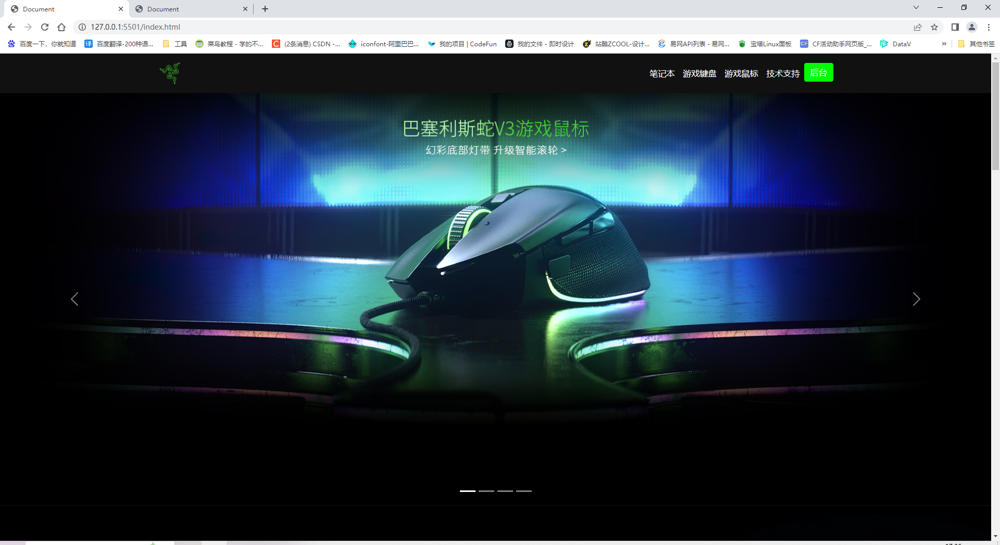 Document
Document
127.0.0.1:5501/index.html
百度一下，你就知道
百度翻译-200种语...
工具
菜鸟教程 - 学的不...
(2条消息) CSDN -...
iconfont-阿里巴巴...
我的项目 | CodeFun
我的文件 - 即时设计
站酷ZCOOL-设计...
易网API列表 - 易网...
宝塔Linux面板
CF活动助手网页版_...
DataV
其他书签
笔记本
游戏键盘
游戏鼠标
技术支持
后台
巴塞利斯蛇V3游戏鼠标
幻彩底部灯带 升级智能滚轮 >